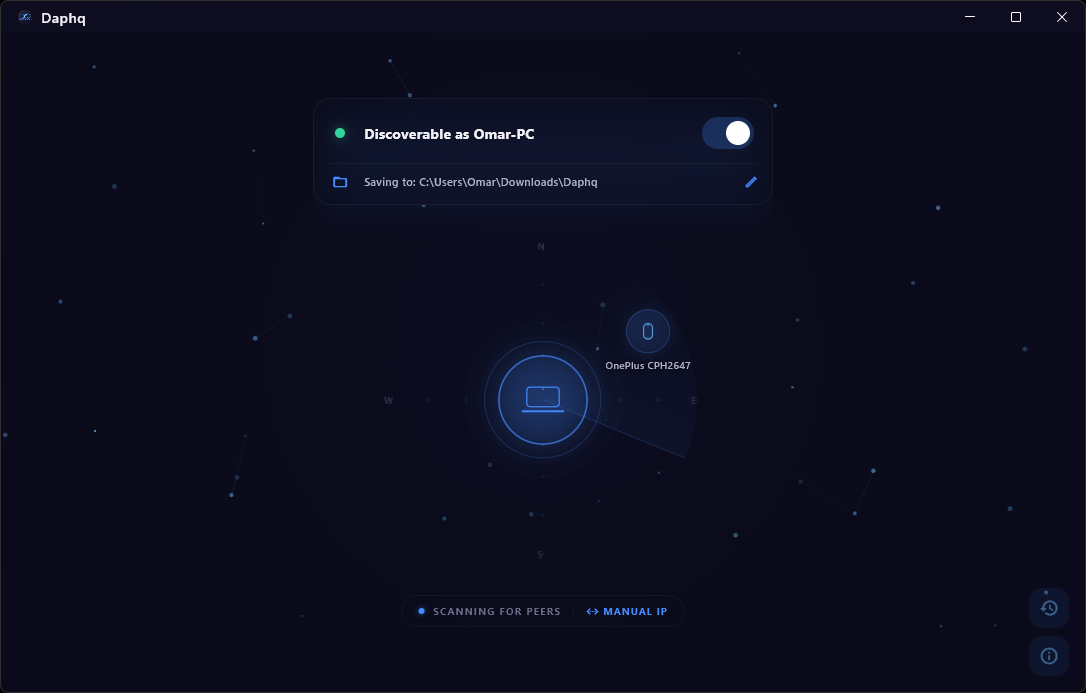 Daphq
Discoverable as Omar-PC
Saving to: C:\Users\Omar\Downloads\Daphq
N
OnePlus CPH2647
W
E
S
SCANNING FOR PEERS
MANUAL IP